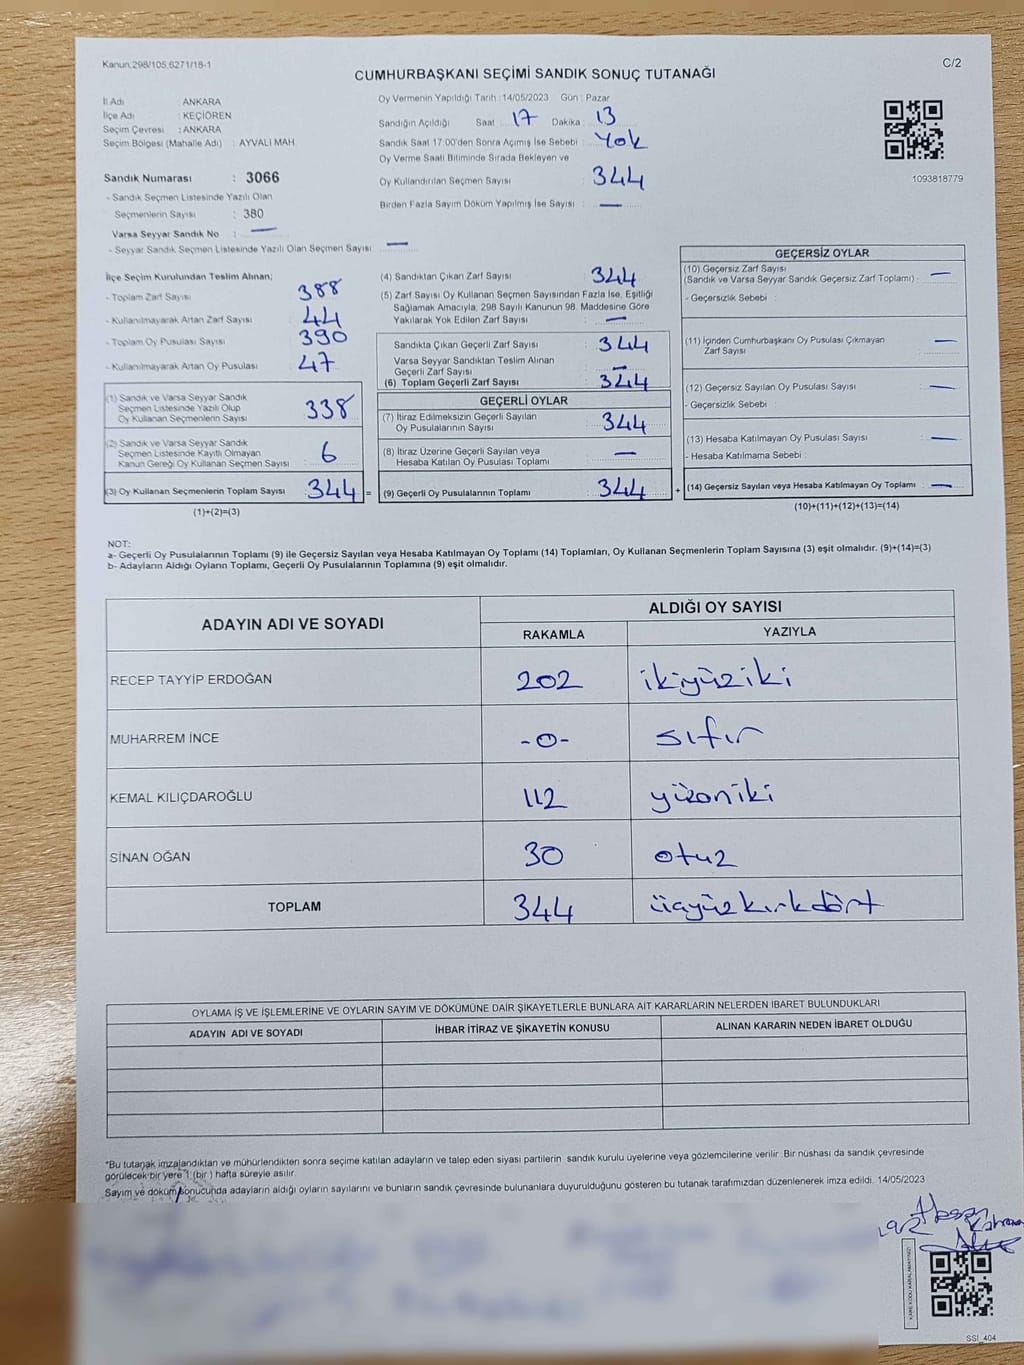 Kanun:298/105,6271/18-1
C/2
CUMHURBAŞKANI SEÇİMİ SANDIK SONUÇ TUTANAĞI
İl Adı : ANKARA
İlçe Adı : KEÇİÖREN
Seçim Çevresi : ANKARA
Seçim Bölgesi (Mahalle Adı) : AYVALI MAH.
Sandık Numarası : 3066
- Sandık Seçmen Listesinde Yazılı Olan
Seçmenlerin Sayısı : 380
Varsa Seyyar Sandık No : —
- Seyyar Sandık Seçmen Listesinde Yazılı Olan Seçmen Sayısı: —
Oy Vermenin Yapıldığı Tarih :14/05/2023 Gün : Pazar
Sandığın Açıldığı Saat : 17 Dakika : 13
Sandık Saat 17:00'den Sonra Açımış İse Sebebi : Yok
Oy Verme Saati Bitiminde Sırada Bekleyen ve
Oy Kullandırılan Seçmen Sayısı : 344
Birden Fazla Sayım Döküm Yapılmış İse Sayısı : —
1093818779
İlçe Seçim Kurulundan Teslim Alınan;
- Toplam Zarf Sayısı : 388
- Kullanılmayarak Artan Zarf Sayısı : 44
- Toplam Oy Pusulası Sayısı : 390
- Kullanılmayarak Artan Oy Pusulası : 47
(1) Sandık ve Varsa Seyyar Sandık
Seçmen Listesinde Yazılı Olup
Oy Kullanan Seçmenlerin Sayısı : 338
(2) Sandık ve Varsa Seyyar Sandık
Seçmen Listesinde Kayıtlı Olmayan
Kanun Gereği Oy Kullanan Seçmen Sayısı : 6
(3) Oy Kullanan Seçmenlerin Toplam Sayısı : 344 =
(1)+(2)=(3)
(4) Sandıktan Çıkan Zarf Sayısı : 344
(5) Zarf Sayısı Oy Kullanan Seçmen Sayısından Fazla İse, Eşitliği
Sağlamak Amacıyla, 298 Sayılı Kanunun 98. Maddesine Göre
Yakılarak Yok Edilen Zarf Sayısı : —
Sandıkta Çıkan Geçerli Zarf Sayısı : 344
Varsa Seyyar Sandıktan Teslim Alınan
Geçerli Zarf Sayısı : —
(6) Toplam Geçerli Zarf Sayısı : 344
GEÇERLİ OYLAR
(7) İtiraz Edilmeksizin Geçerli Sayılan
Oy Pusulalarının Sayısı : 344
(8) İtiraz Üzerine Geçerli Sayılan veya
Hesaba Katılan Oy Pusulası Toplamı : —
(9) Geçerli Oy Pusulalarının Toplamı : 344 +
GEÇERSİZ OYLAR
(10) Geçersiz Zarf Sayısı
(Sandık ve Varsa Seyyar Sandık Geçersiz Zarf Toplamı) : —
- Geçersizlik Sebebi :
(11) İçinden Cumhurbaşkanı Oy Pusulası Çıkmayan
Zarf Sayısı : —
(12) Geçersiz Sayılan Oy Pusulası Sayısı : —
- Geçersizlik Sebebi :
(13) Hesaba Katılmayan Oy Pusulası Sayısı : —
- Hesaba Katılmama Sebebi :
(14) Geçersiz Sayılan veya Hesaba Katılmayan Oy Toplamı : —
(10)+(11)+(12)+(13)=(14)
NOT:
a- Geçerli Oy Pusulalarının Toplamı (9) ile Geçersiz Sayılan veya Hesaba Katılmayan Oy Toplamı (14) Toplamları, Oy Kullanan Seçmenlerin Toplam Sayısına (3) eşit olmalıdır. (9)+(14)=(3)
b- Adayların Aldığı Oyların Toplamı, Geçerli Oy Pusulalarının Toplamına (9) eşit olmalıdır.
ADAYIN ADI VE SOYADI
ALDIĞI OY SAYISI
RAKAMLA YAZIYLA
RECEP TAYYİP ERDOĞAN 202 ikiyüziki
MUHARREM İNCE -0- sıfır
KEMAL KILIÇDAROĞLU 112 yüzoniki
SİNAN OĞAN 30 otuz
TOPLAM 344 üçyüzkırkdört
OYLAMA İŞ VE İŞLEMLERİNE VE OYLARIN SAYIM VE DÖKÜMÜNE DAİR ŞİKAYETLERLE BUNLARA AİT KARARLARIN NELERDEN İBARET BULUNDUKLARI
ADAYIN ADI VE SOYADI İHBAR İTİRAZ VE ŞİKAYETİN KONUSU ALINAN KARARIN NEDEN İBARET OLDUĞU
*Bu tutanak imzalandıktan ve mühürlendikten sonra seçime katılan adayların ve talep eden siyasi partilerin sandık kurulu üyelerine veya gözlemcilerine verilir .Bir nüshası da sandık çevresinde
görülecek bir yere 1 (bir ) hafta süreyle asılır.
Sayım ve döküm sonucunda adayların aldığı oyların sayılarını ve bunların sandık çevresinde bulunanlara duyurulduğunu gösteren bu tutanak tarafımızdan düzenlenerek imza edildi. 14/05/2023
Hasan
SSI_404